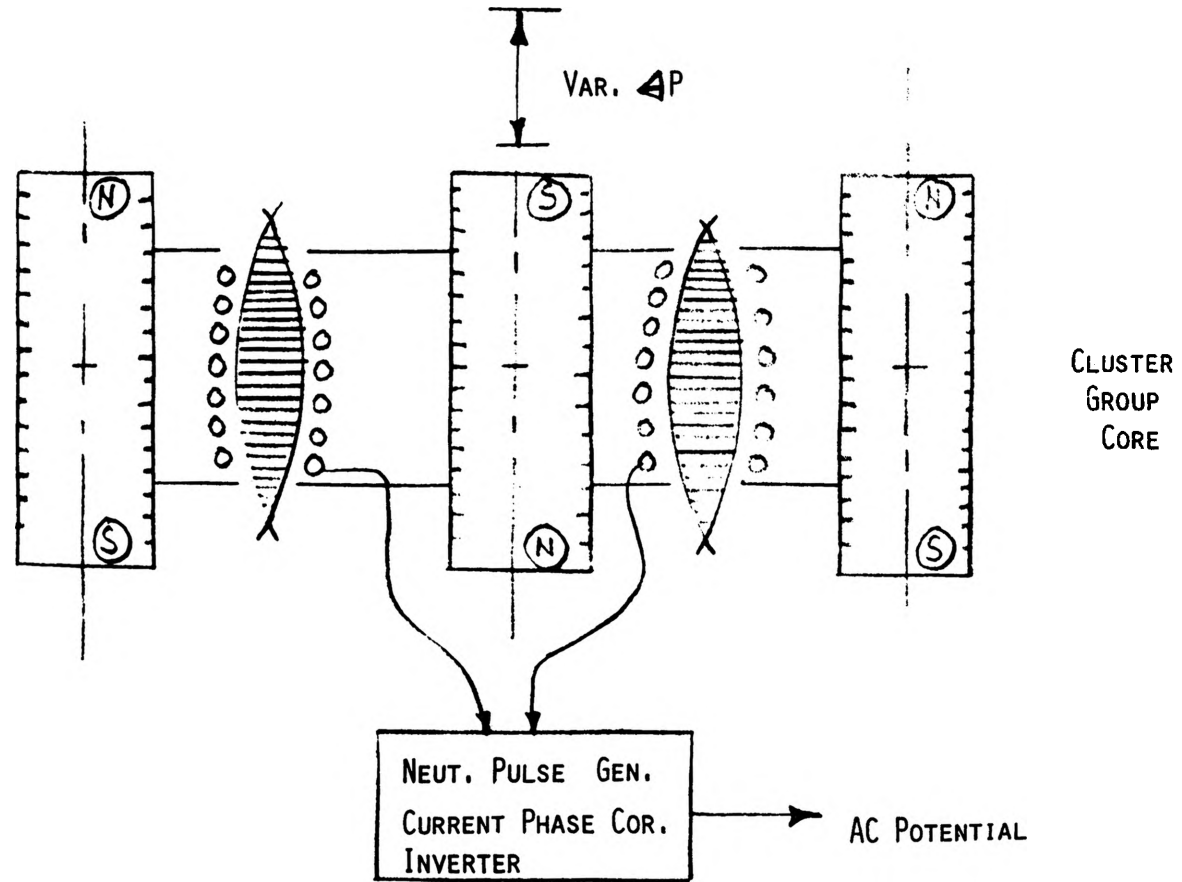 VAR. ΔP
N
S
N
S
N
S
CLUSTER
GROUP
CORE
NEUT. PULSE GEN.
CURRENT PHASE COR.
INVERTER
AC POTENTIAL